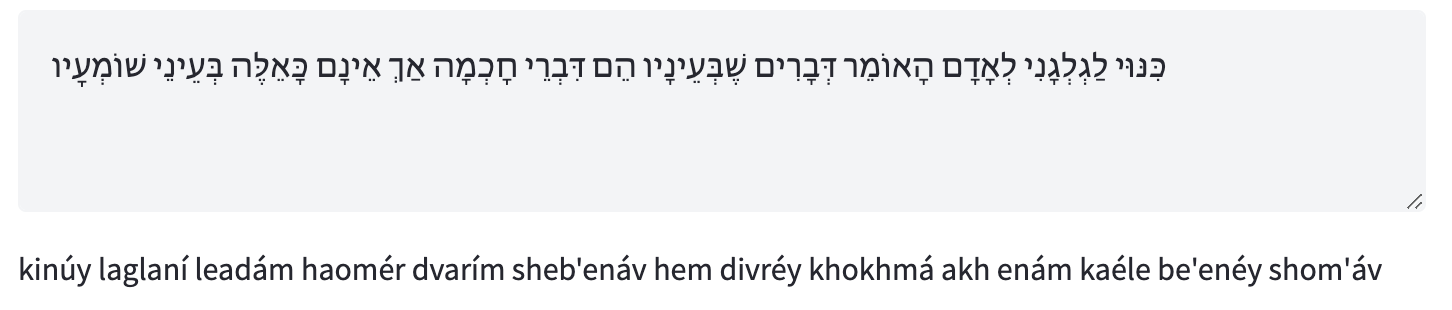 כִּנּוּי לַגְלְגָנִי לְאָדָם הָאוֹמֵר דְּבָרִים שֶׁבְּעֵינָיו הֵם דִּבְרֵי חָכְמָה אַךְ אֵינָם כָּאֵלֶּה בְּעֵינֵי שׁוֹמְעָיו
kinúy laglaní leadám haomér dvarím sheb'enáv hem divréy khokhmá akh enám kaéle be'enéy shom'áv